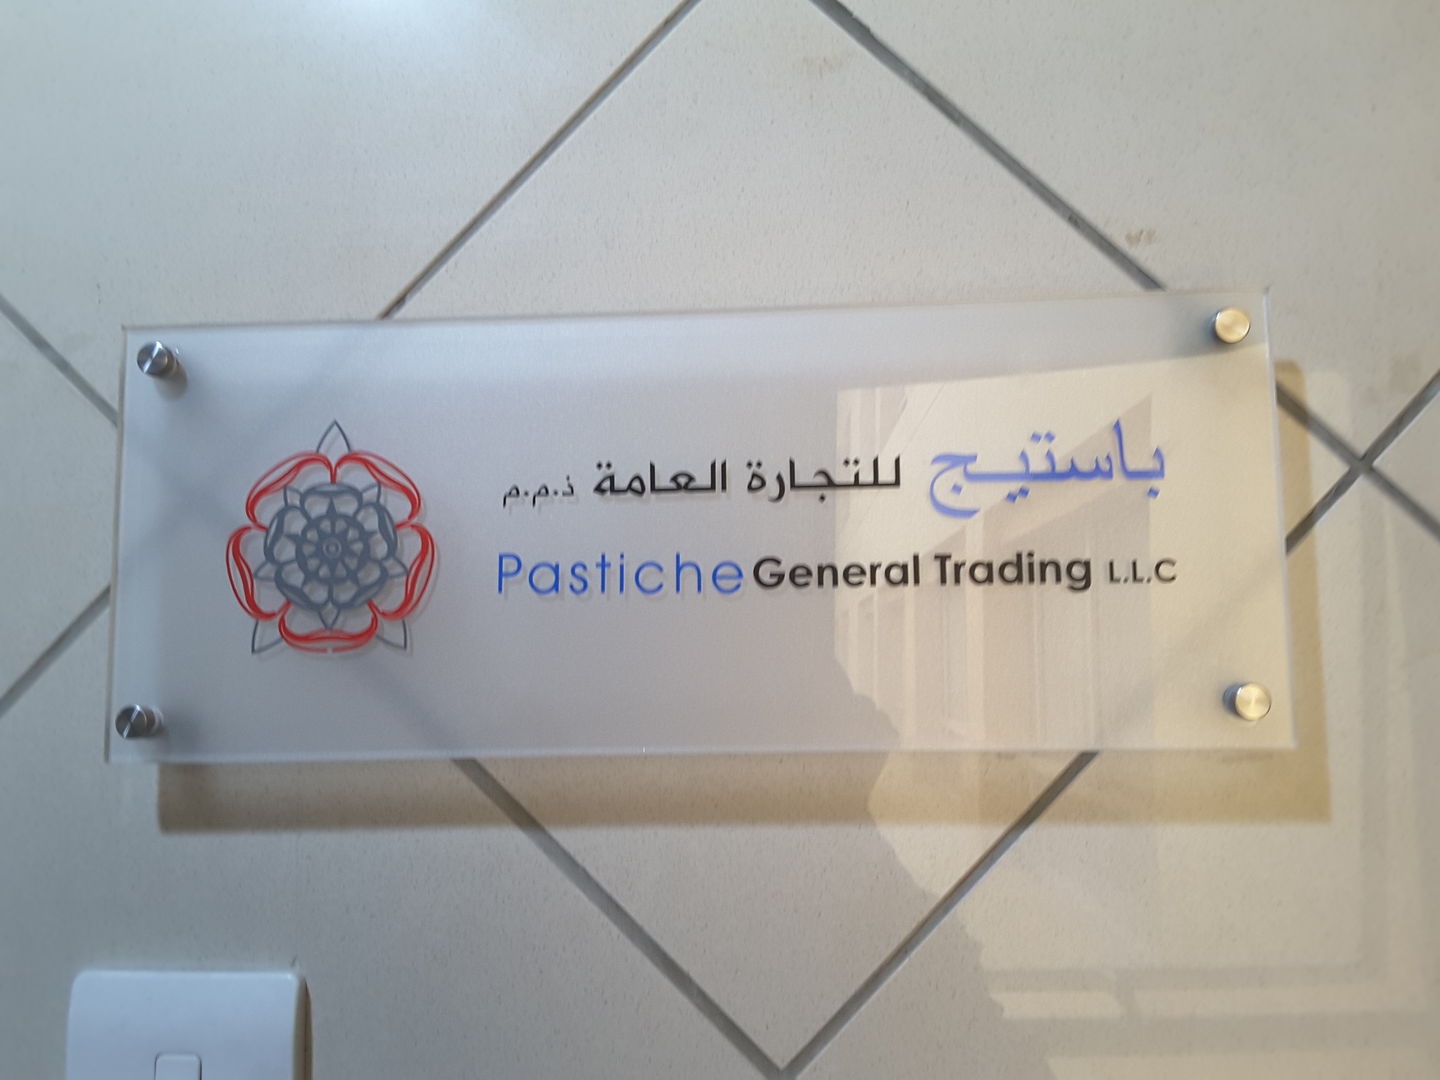 باستيج للتجارة العامة ذ.م.م
Pastiche General Trading L.L.C